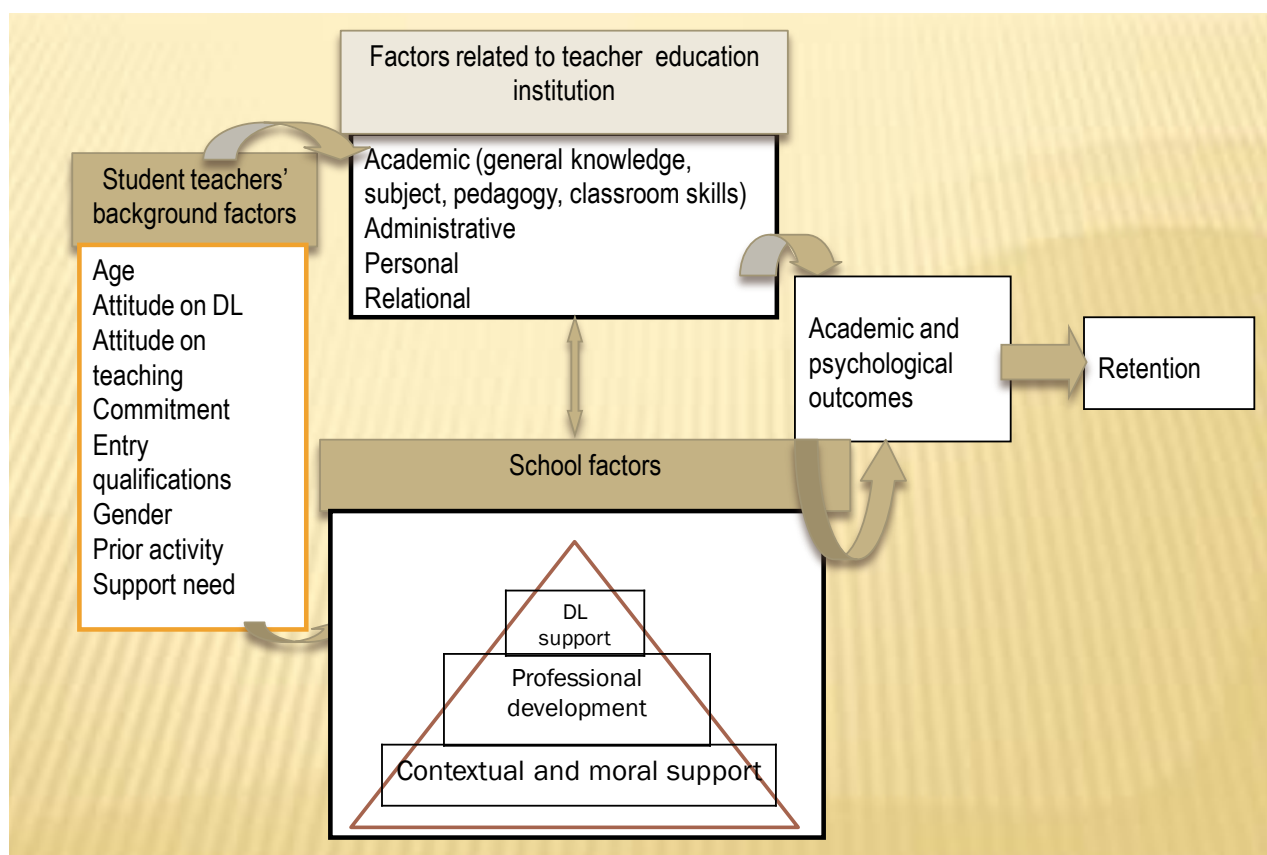 Factors related to teacher education
institution
Academic (general knowledge,
subject, pedagogy, classroom skills)
Administrative
Personal
Relational
Student teachers’
background factors
Age
Attitude on DL
Attitude on
teaching
Commitment
Entry
qualifications
Gender
Prior activity
Support need
Academic and
psychological
outcomes
Retention
School factors
DL
support
Professional
development
Contextual and moral support